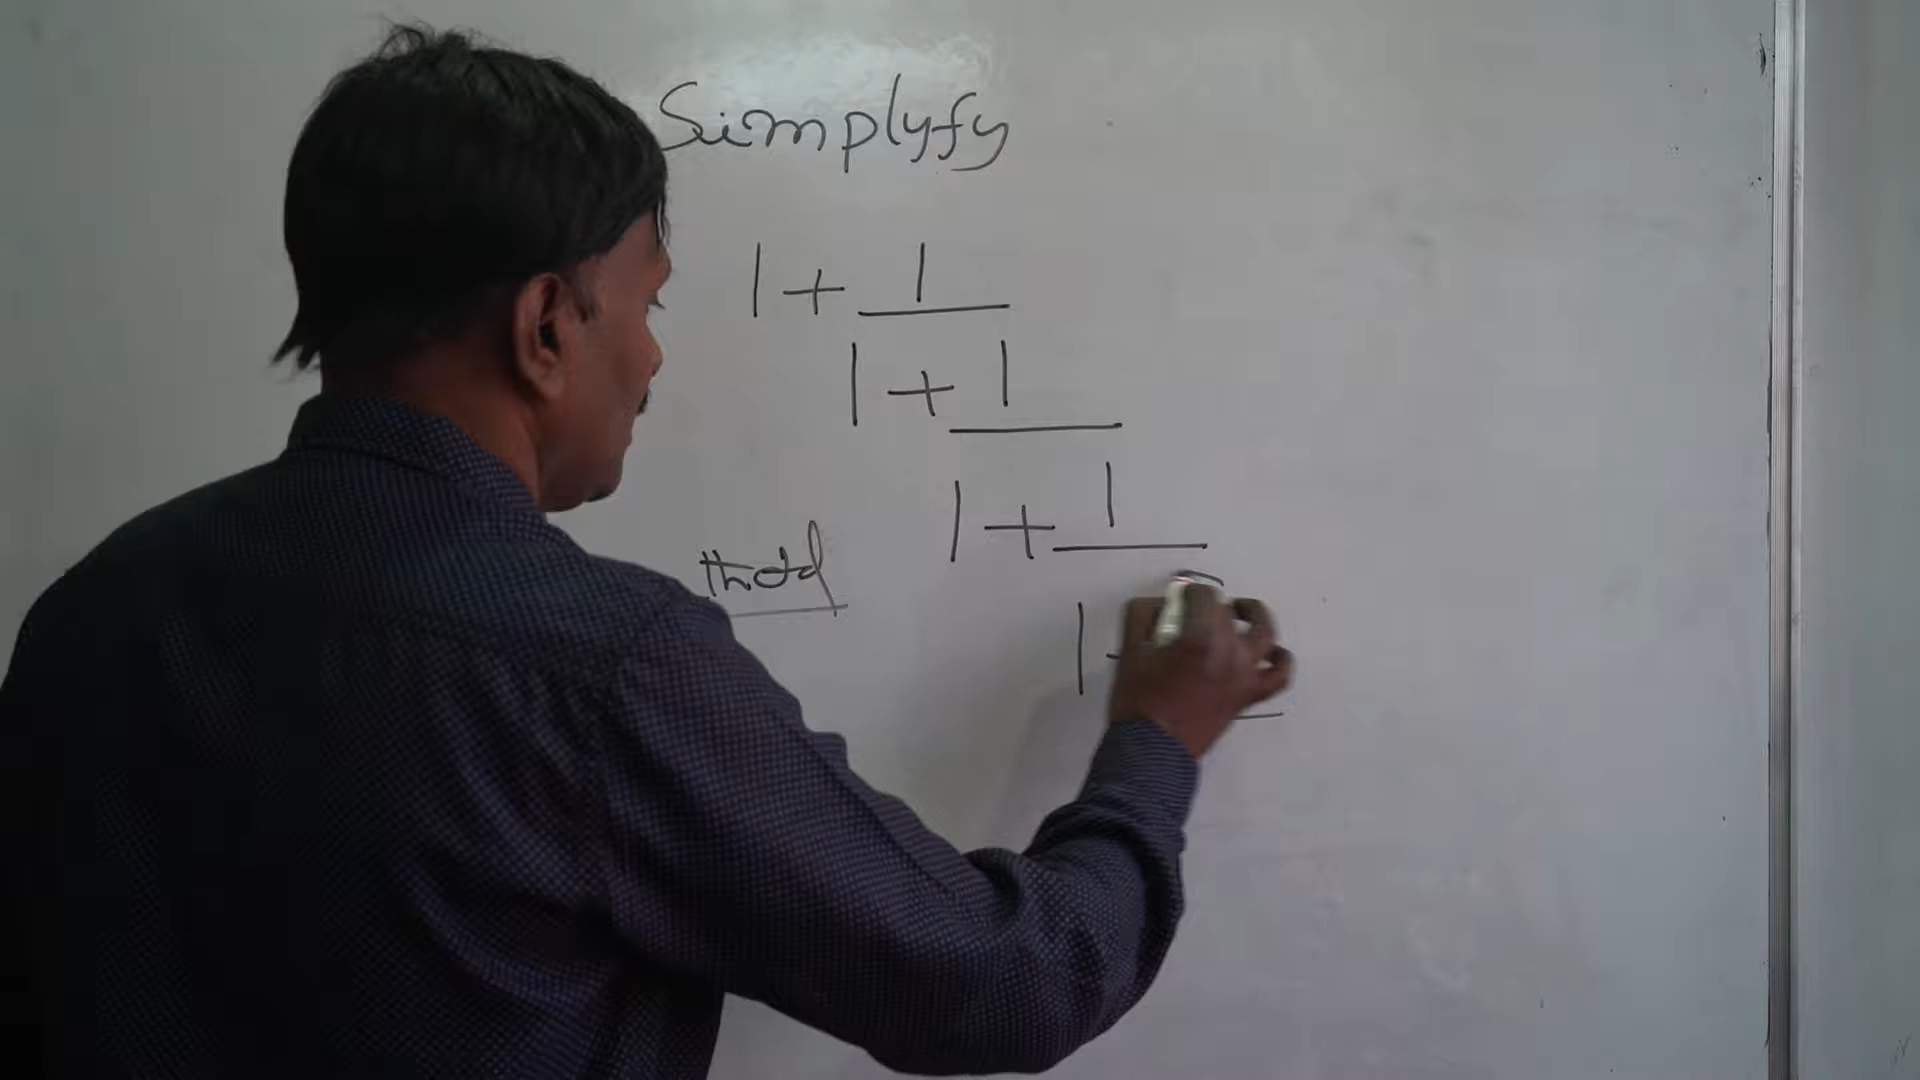 Simplyfy
1 + 1
1 + 1
1 + 1
thod
1